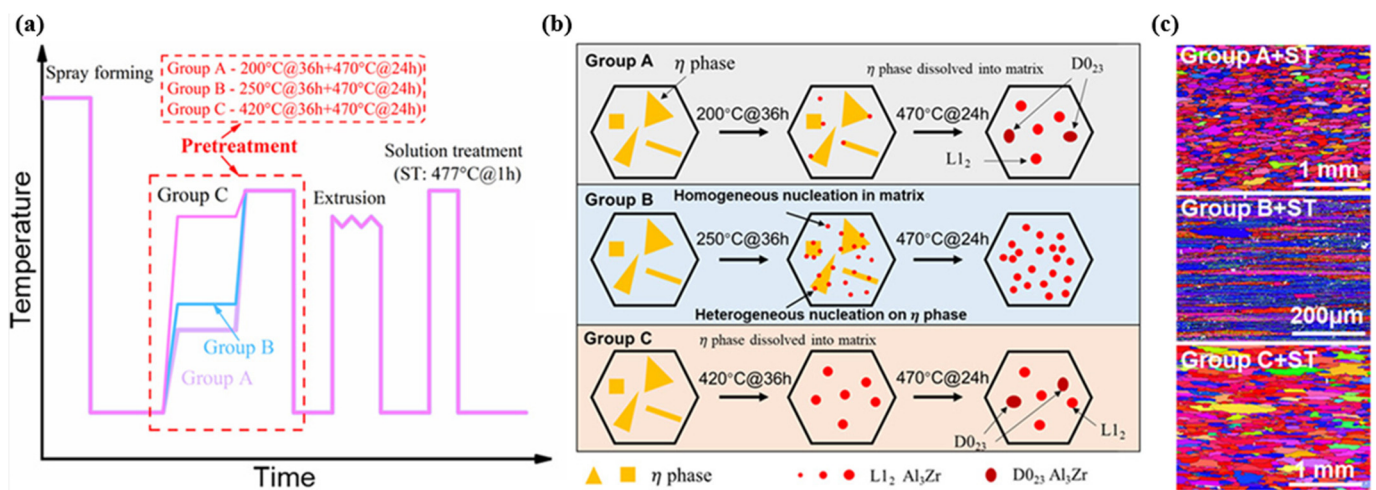 (a)
Spray forming
Group A - 200°C@36h+470°C@24h)
Group B - 250°C@36h+470°C@24h)
Group C - 420°C@36h+470°C@24h)
Pretreatment
Solution treatment
(ST: 477°C@1h)
Group C
Extrusion
Group B
Group A
Temperature
Time
(b)
Group A
η phase
η phase dissolved into matrix
D0₂₃
200°C@36h
470°C@24h
L1₂
Group B
Homogeneous nucleation in matrix
250°C@36h
470°C@24h
Heterogeneous nucleation on η phase
Group C
η phase dissolved into matrix
420°C@36h
470°C@24h
D0₂₃
L1₂
η phase
L1₂ Al₃Zr
D0₂₃ Al₃Zr
(c)
Group A+ST
1 mm
Group B+ST
200μm
Group C+ST
1 mm